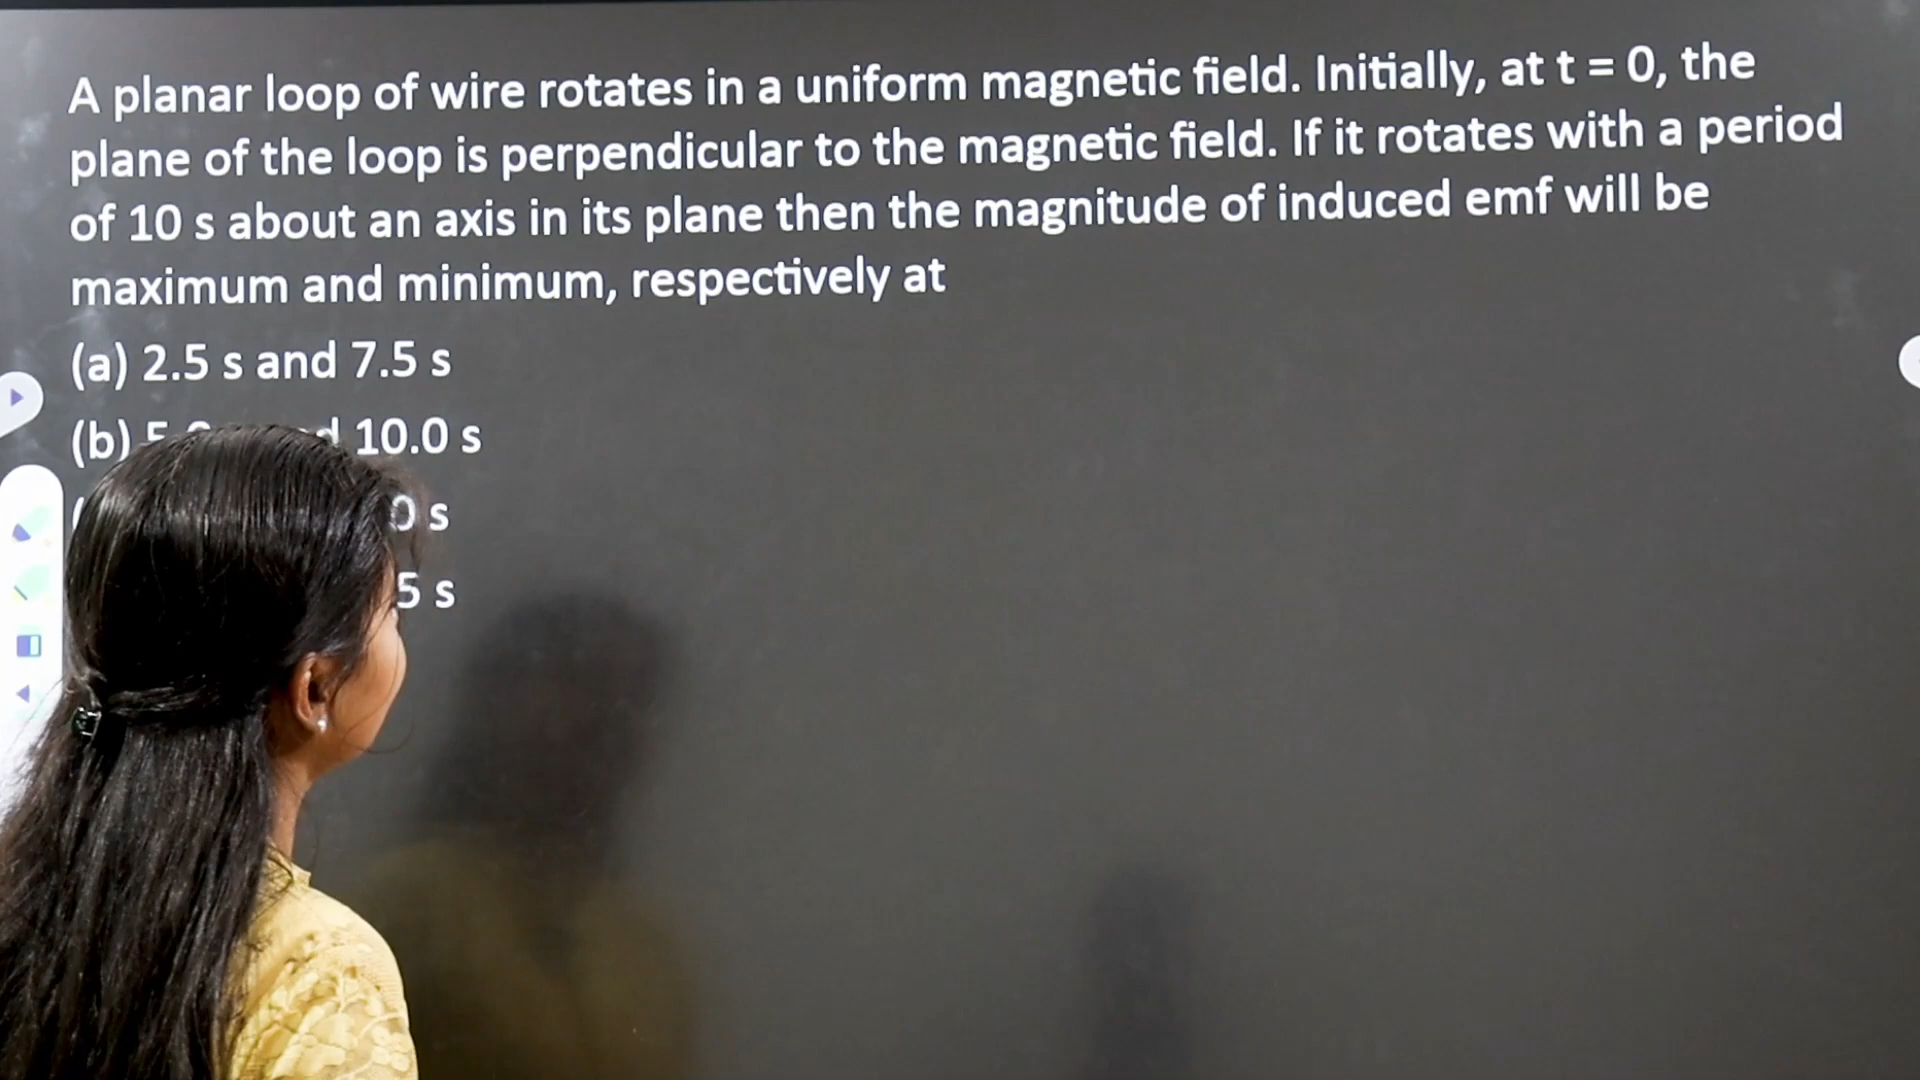 A planar loop of wire rotates in a uniform magnetic field. Initially, at t = 0, the
plane of the loop is perpendicular to the magnetic field. If it rotates with a period
of 10 s about an axis in its plane then the magnitude of induced emf will be
maximum and minimum, respectively at
(a) 2.5 s and 7.5 s
(b) 10.0 s
s
5 s